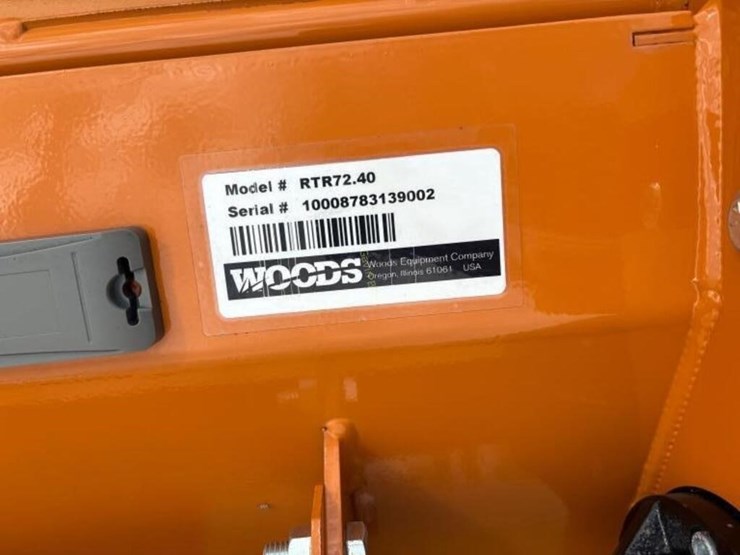 Model # RTR72.40
Serial # 10008783139002
WOODS
Woods Equipment Company
Oregon, Illinois 61061 USA